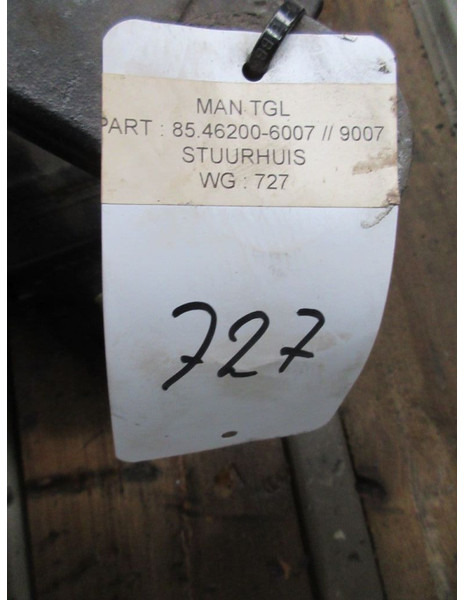 MAN TGL
PART : 85.46200-6007 // 9007
STUURHUIS
WG : 727
727